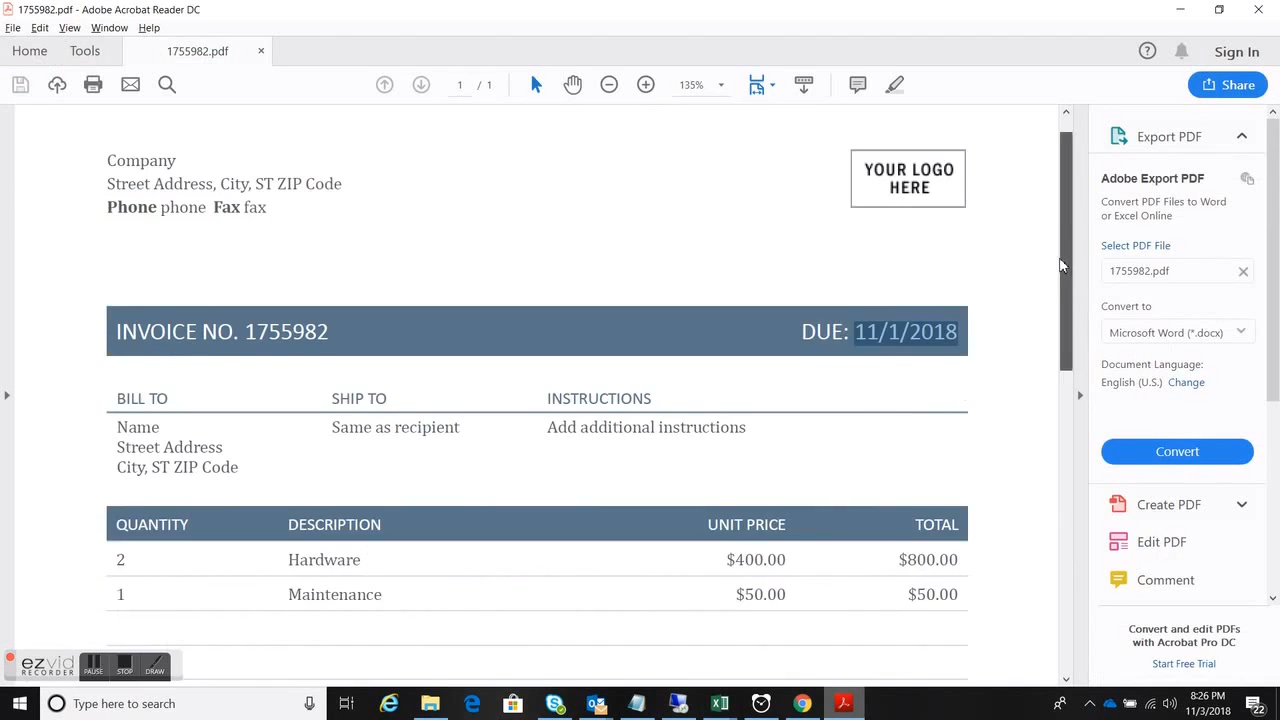 1755982.pdf - Adobe Acrobat Reader DC
File Edit View Window Help
Home Tools 1755982.pdf × Sign In
1 / 1 135% Share
Company
Street Address, City, ST ZIP Code
Phone phone Fax fax
YOUR LOGO
HERE
INVOICE NO. 1755982 DUE: 11/1/2018
BILL TO SHIP TO INSTRUCTIONS
Name Same as recipient Add additional instructions
Street Address
City, ST ZIP Code
QUANTITY DESCRIPTION UNIT PRICE TOTAL
2 Hardware $400.00 $800.00
1 Maintenance $50.00 $50.00
Export PDF
Adobe Export PDF
Convert PDF Files to Word
or Excel Online
Select PDF File
1755982.pdf
Convert to
Microsoft Word (*.docx)
Document Language:
English (U.S.) Change
Convert
Create PDF
Edit PDF
Comment
Convert and edit PDFs
with Acrobat Pro DC
Start Free Trial
ezvid
RECORDER
PAUSE STOP DRAW
Type here to search
8:26 PM
11/3/2018
22